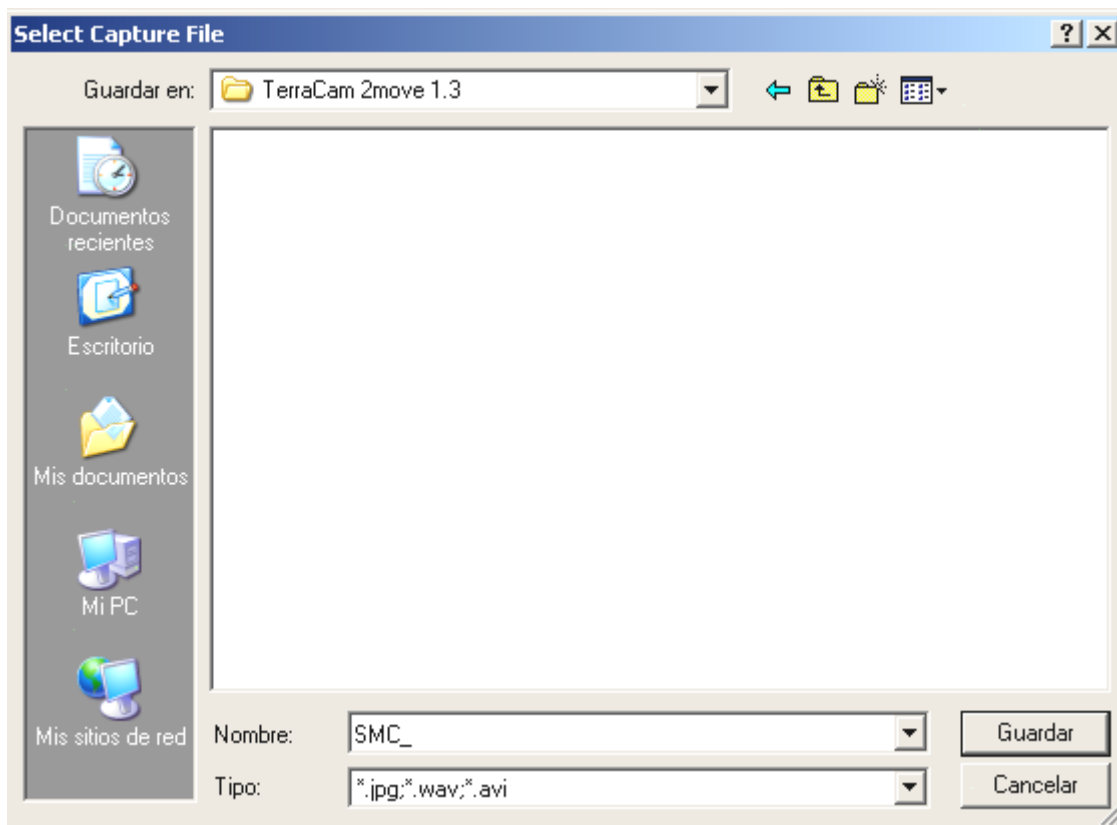 Select Capture File
Guardar en:
TerraCam 2move 1.3
Documentos
recientes
Escritorio
Mis documentos
Mi PC
Mis sitios de red
Nombre:
SMC_
Guardar
Tipo:
*.jpg;*.wav;*.avi
Cancelar